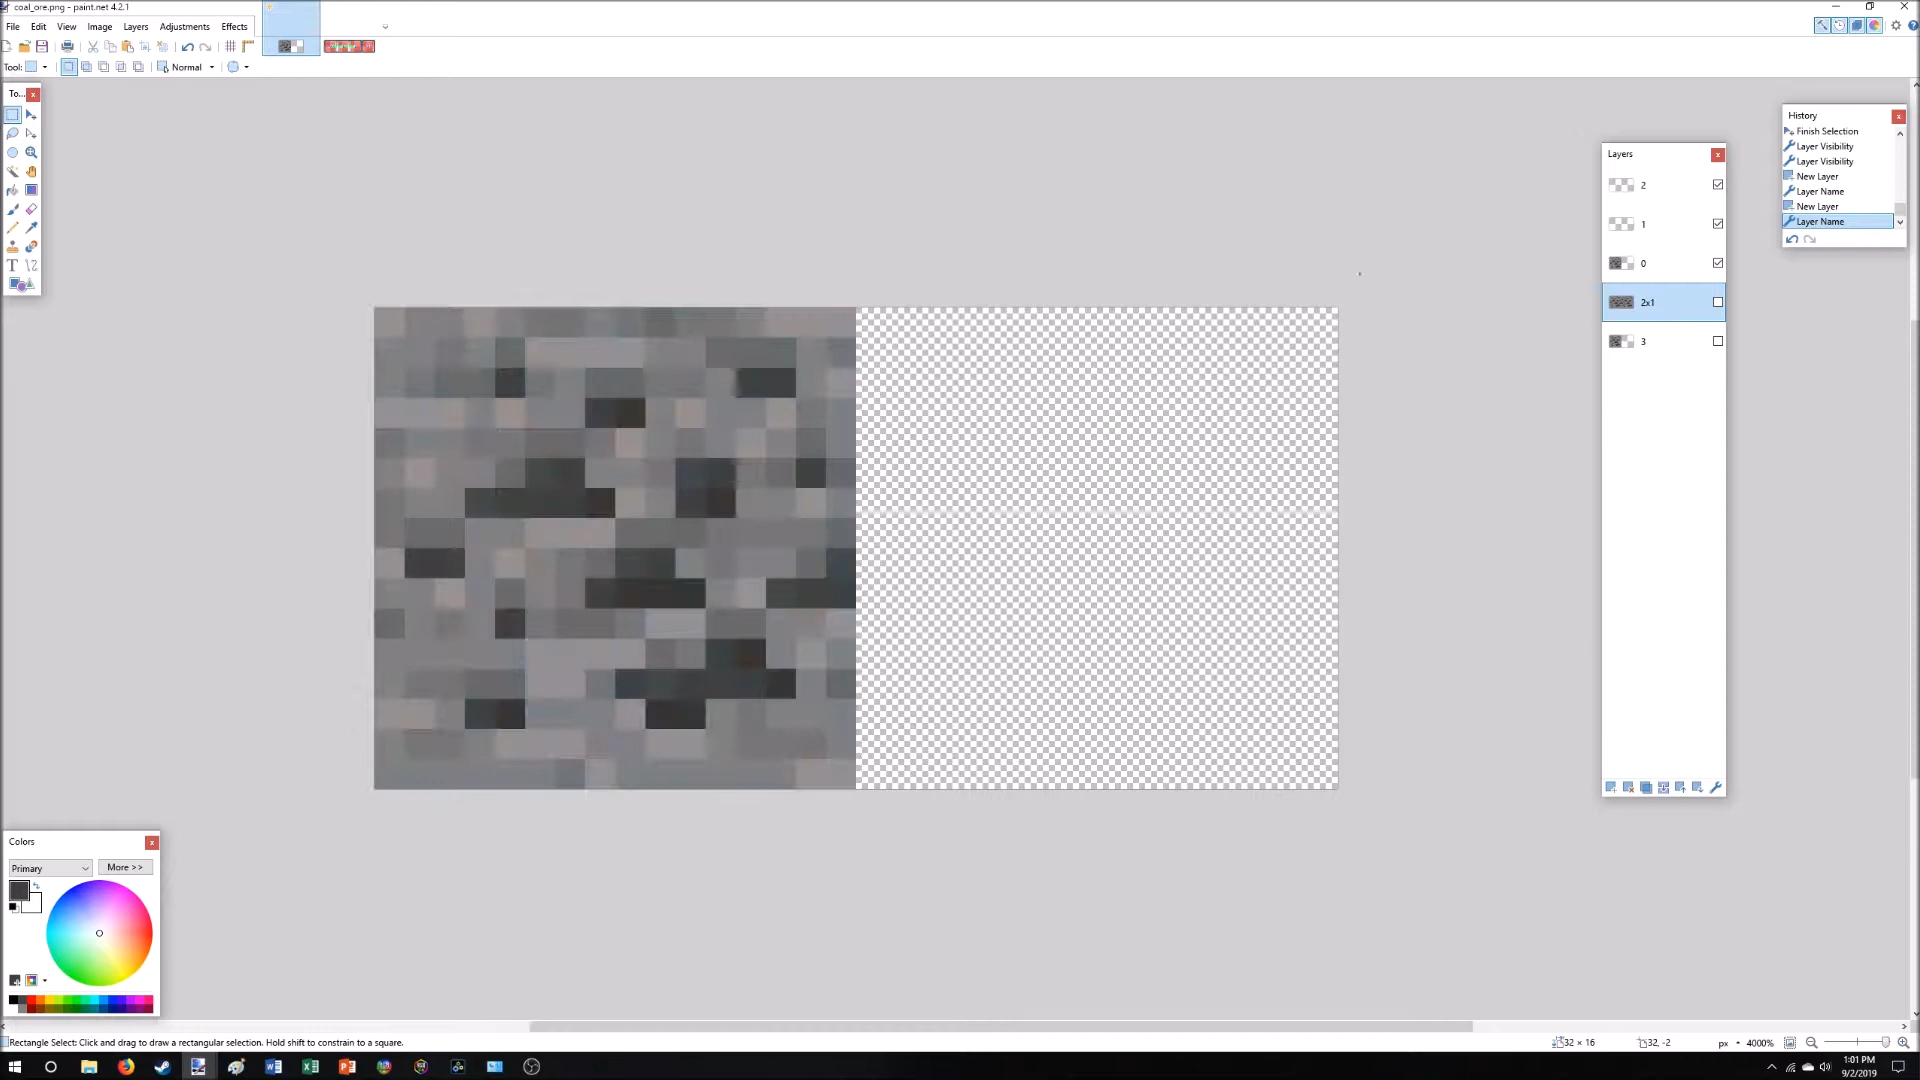 coal_ore.png - paint.net 4.2.1
File Edit View Image Layers Adjustments Effects
Tool:
Normal
To...
History
Finish Selection
Layer Visibility
Layer Visibility
New Layer
Layer Name
New Layer
Layer Name
Layers
2
1
0
2x1
3
Colors
Primary
More >>
Rectangle Select: Click and drag to draw a rectangular selection. Hold shift to constrain to a square.
32 × 16
32, -2
px
4000%
1:01 PM
9/2/2019